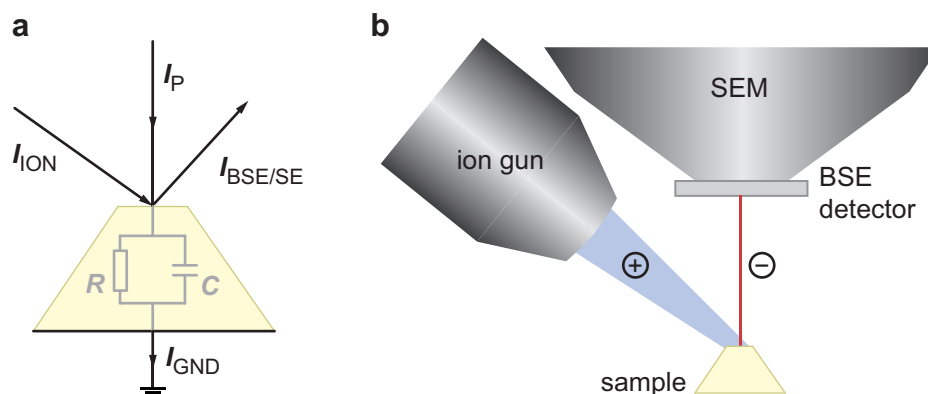 a
I_P
I_ION
I_BSE/SE
R
C
I_GND
b
SEM
ion gun
BSE
detector
+
−
sample